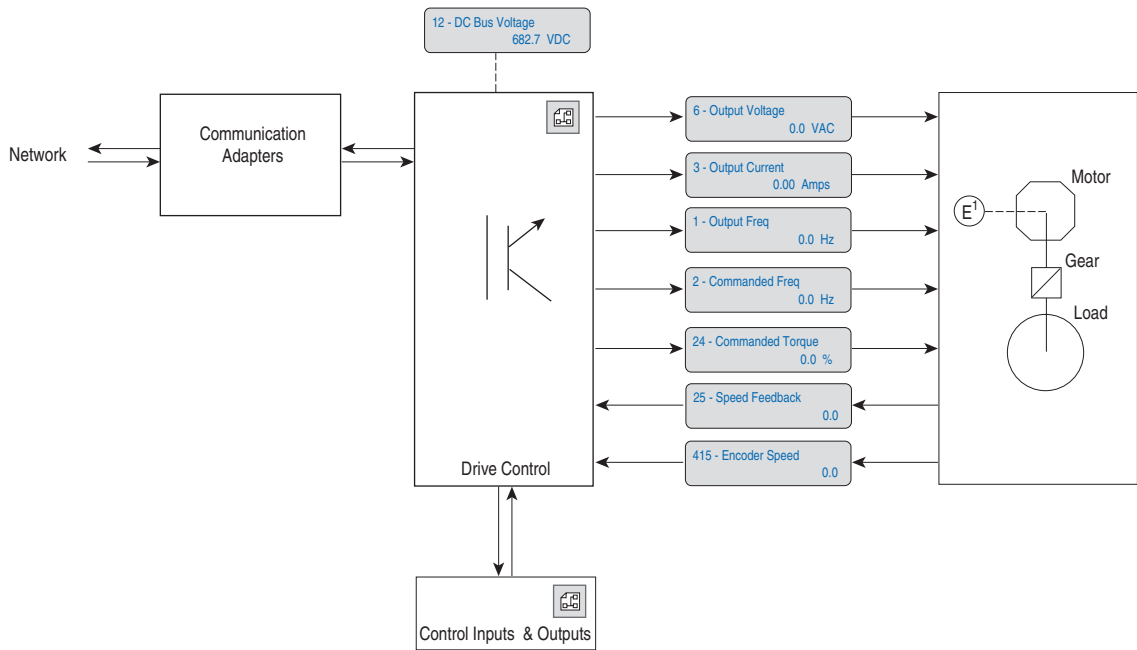 12 - DC Bus Voltage
682.7 VDC
Network
Communication
Adapters
6 - Output Voltage
0.0 VAC
3 - Output Current
0.00 Amps
1 - Output Freq
0.0 Hz
2 - Commanded Freq
0.0 Hz
24 - Commanded Torque
0.0 %
25 - Speed Feedback
0.0
415 - Encoder Speed
0.0
Drive Control
E1
Motor
Gear
Load
Control Inputs & Outputs